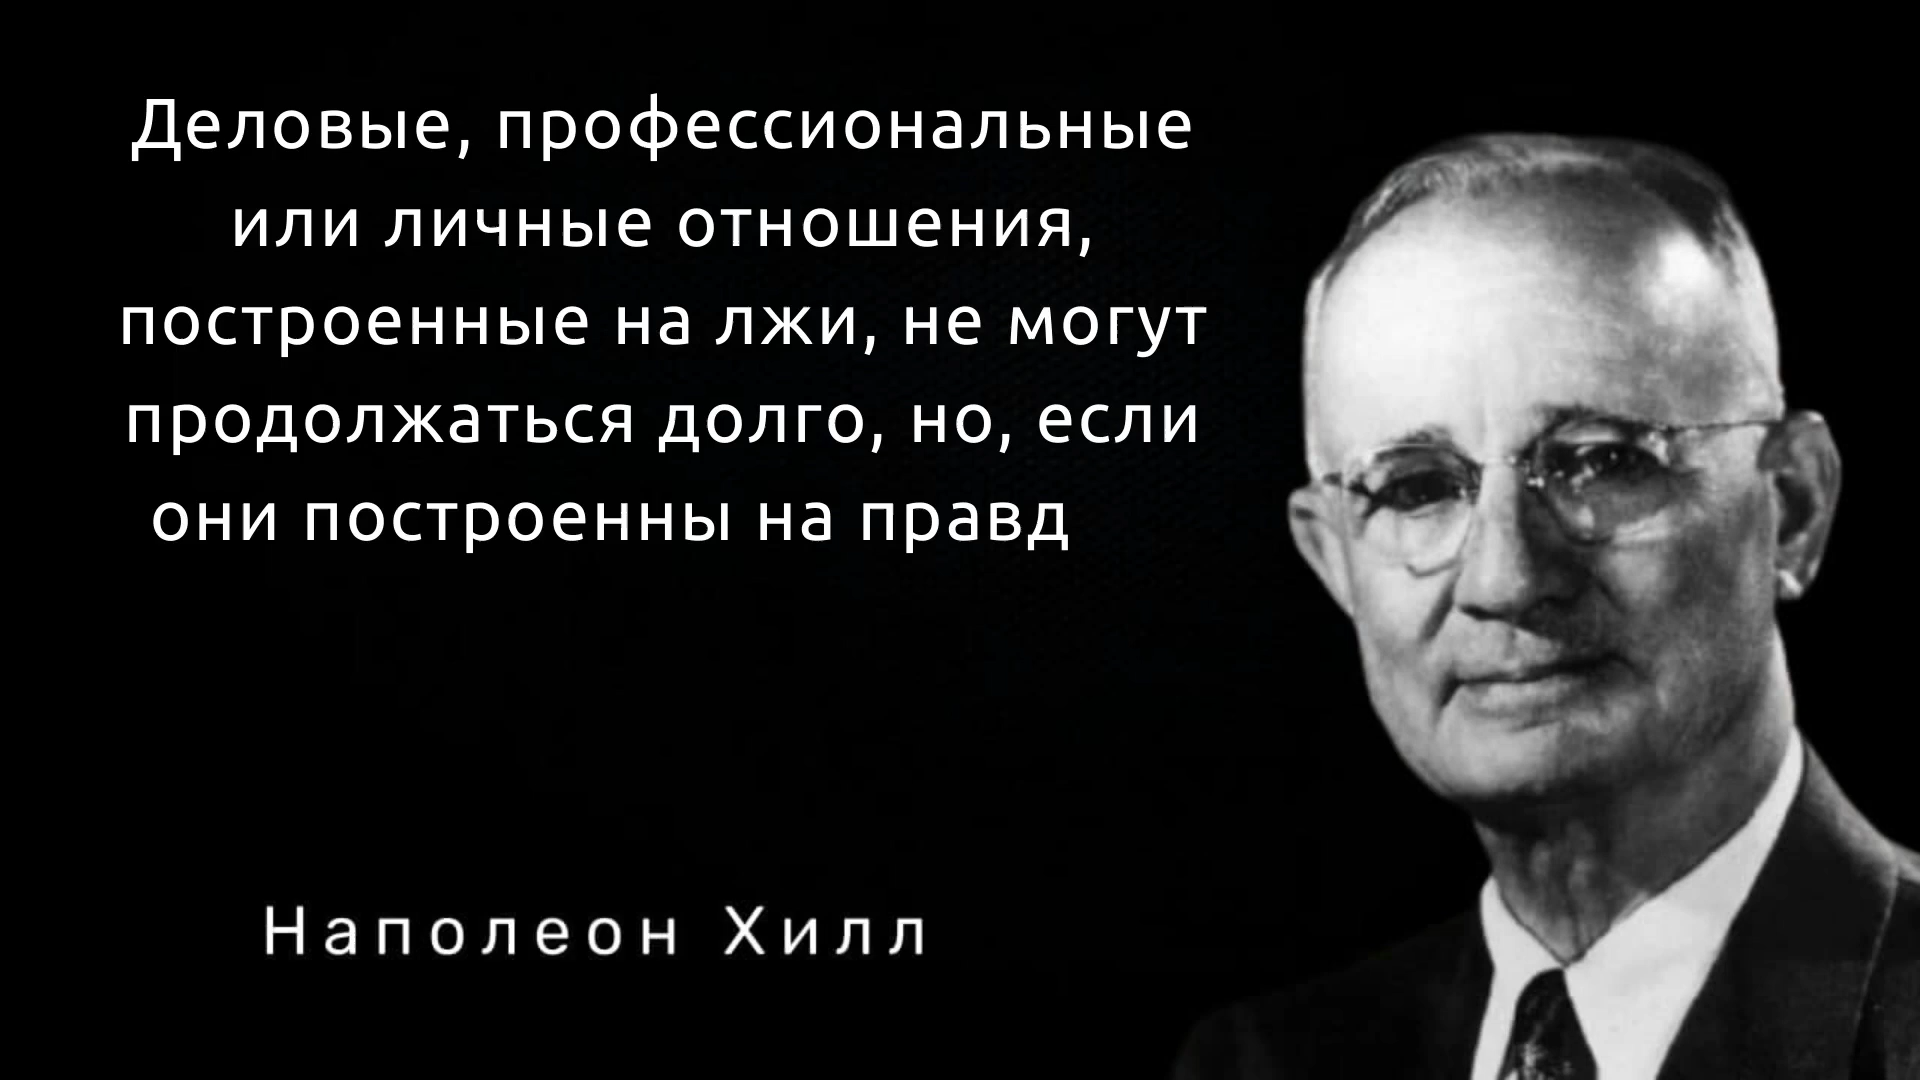 Деловые, профессиональные
или личные отношения,
построенные на лжи, не могут
продолжаться долго, но, если
они построенны на правд
Наполеон Хилл